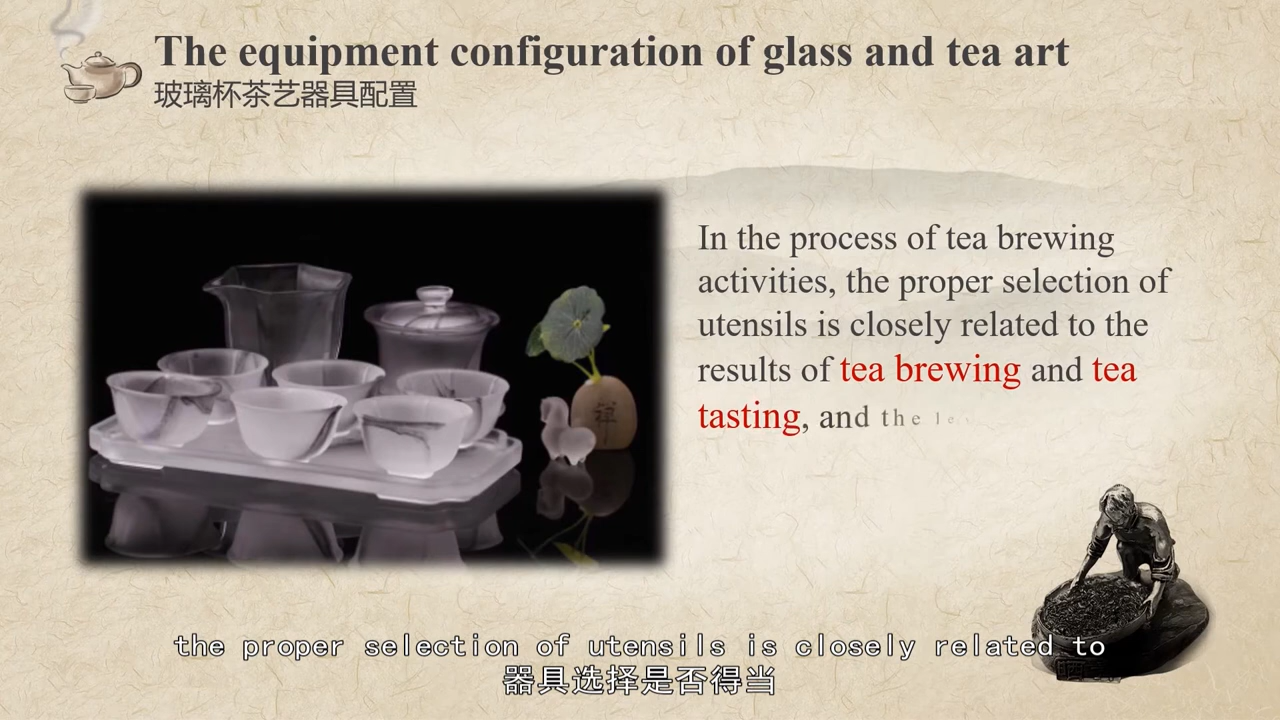 The equipment configuration of glass and tea art
玻璃杯茶艺器具配置
In the process of tea brewing
activities, the proper selection of
utensils is closely related to the
results of tea brewing and tea
tasting, and the
禅
the proper selection of utensils is closely related to
器具选择是否得当